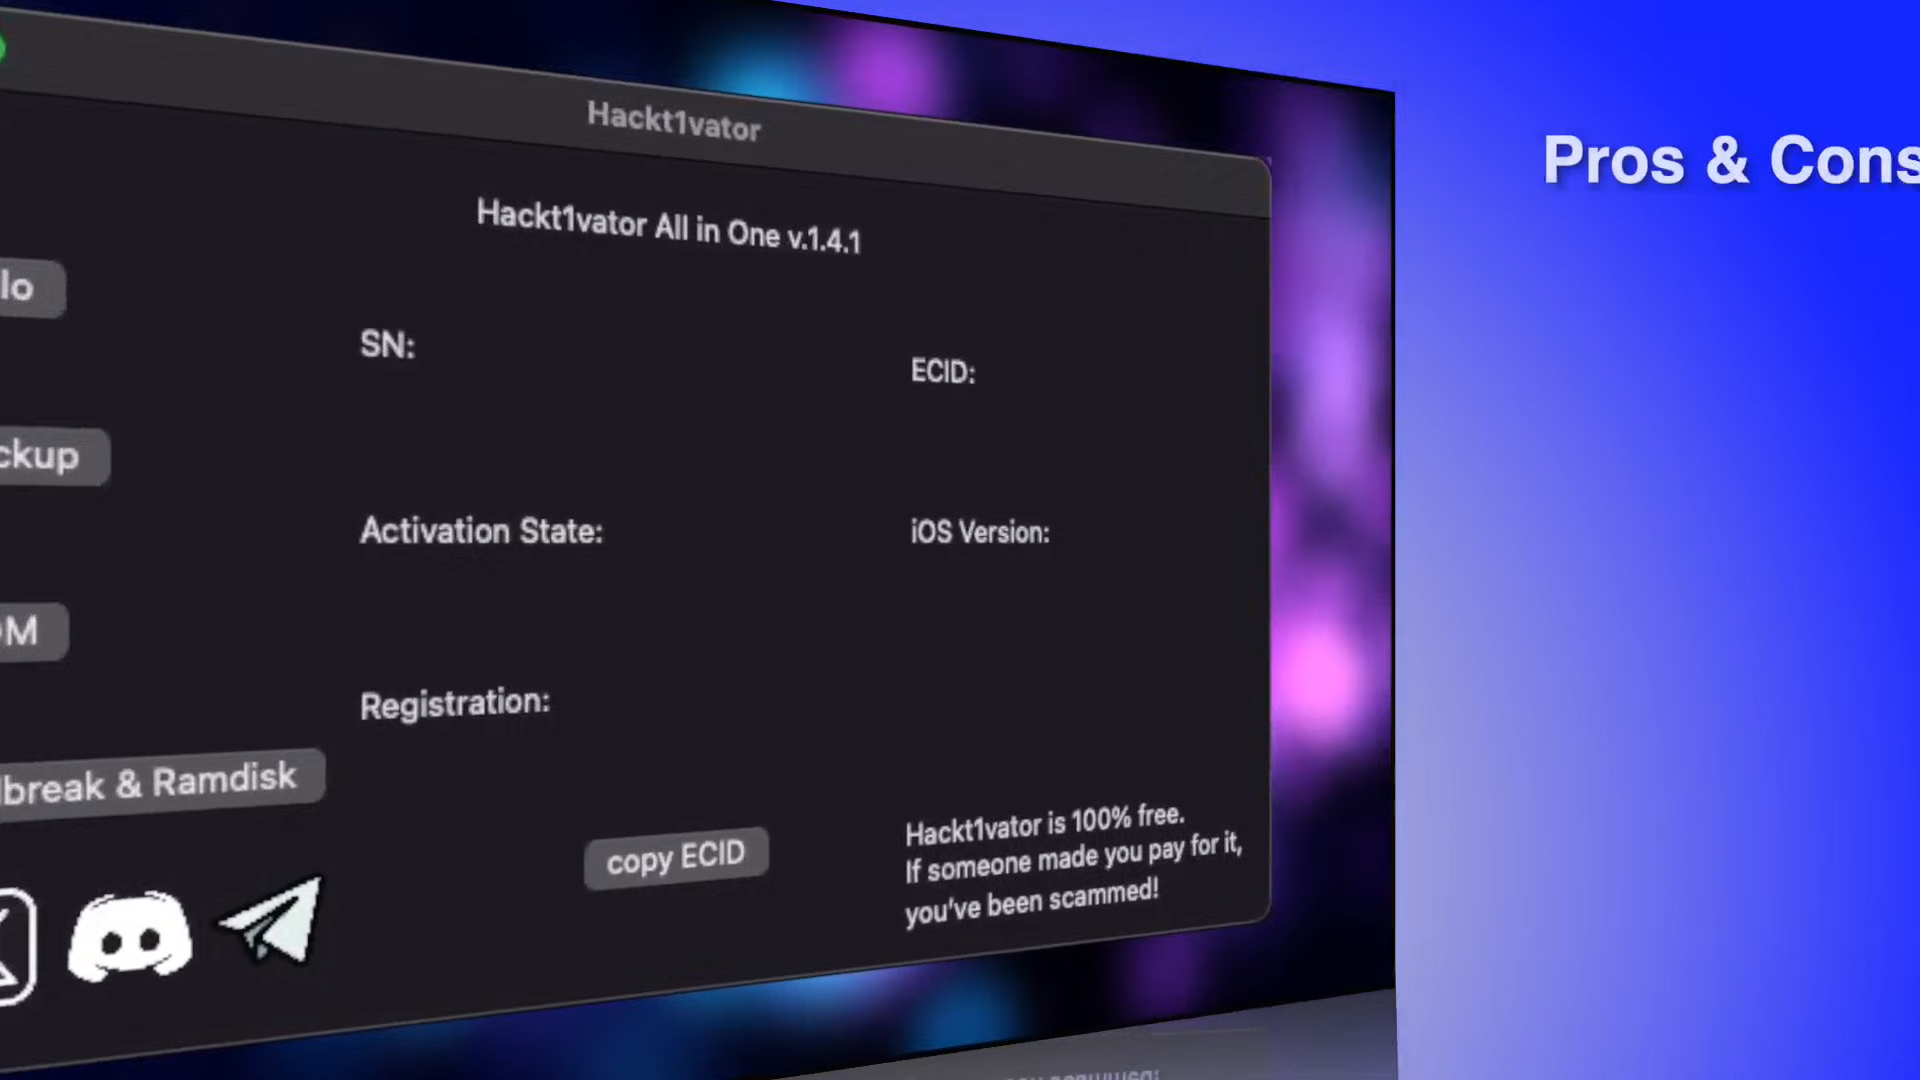 Hackt1vator
Pros & Cons
Hackt1vator All in One v.1.4.1
lo
SN:
ECID:
ckup
Activation State:
iOS Version:
M
Registration:
lbreak & Ramdisk
copy ECID
Hackt1vator is 100% free.
If someone made you pay for it,
you've been scammed!